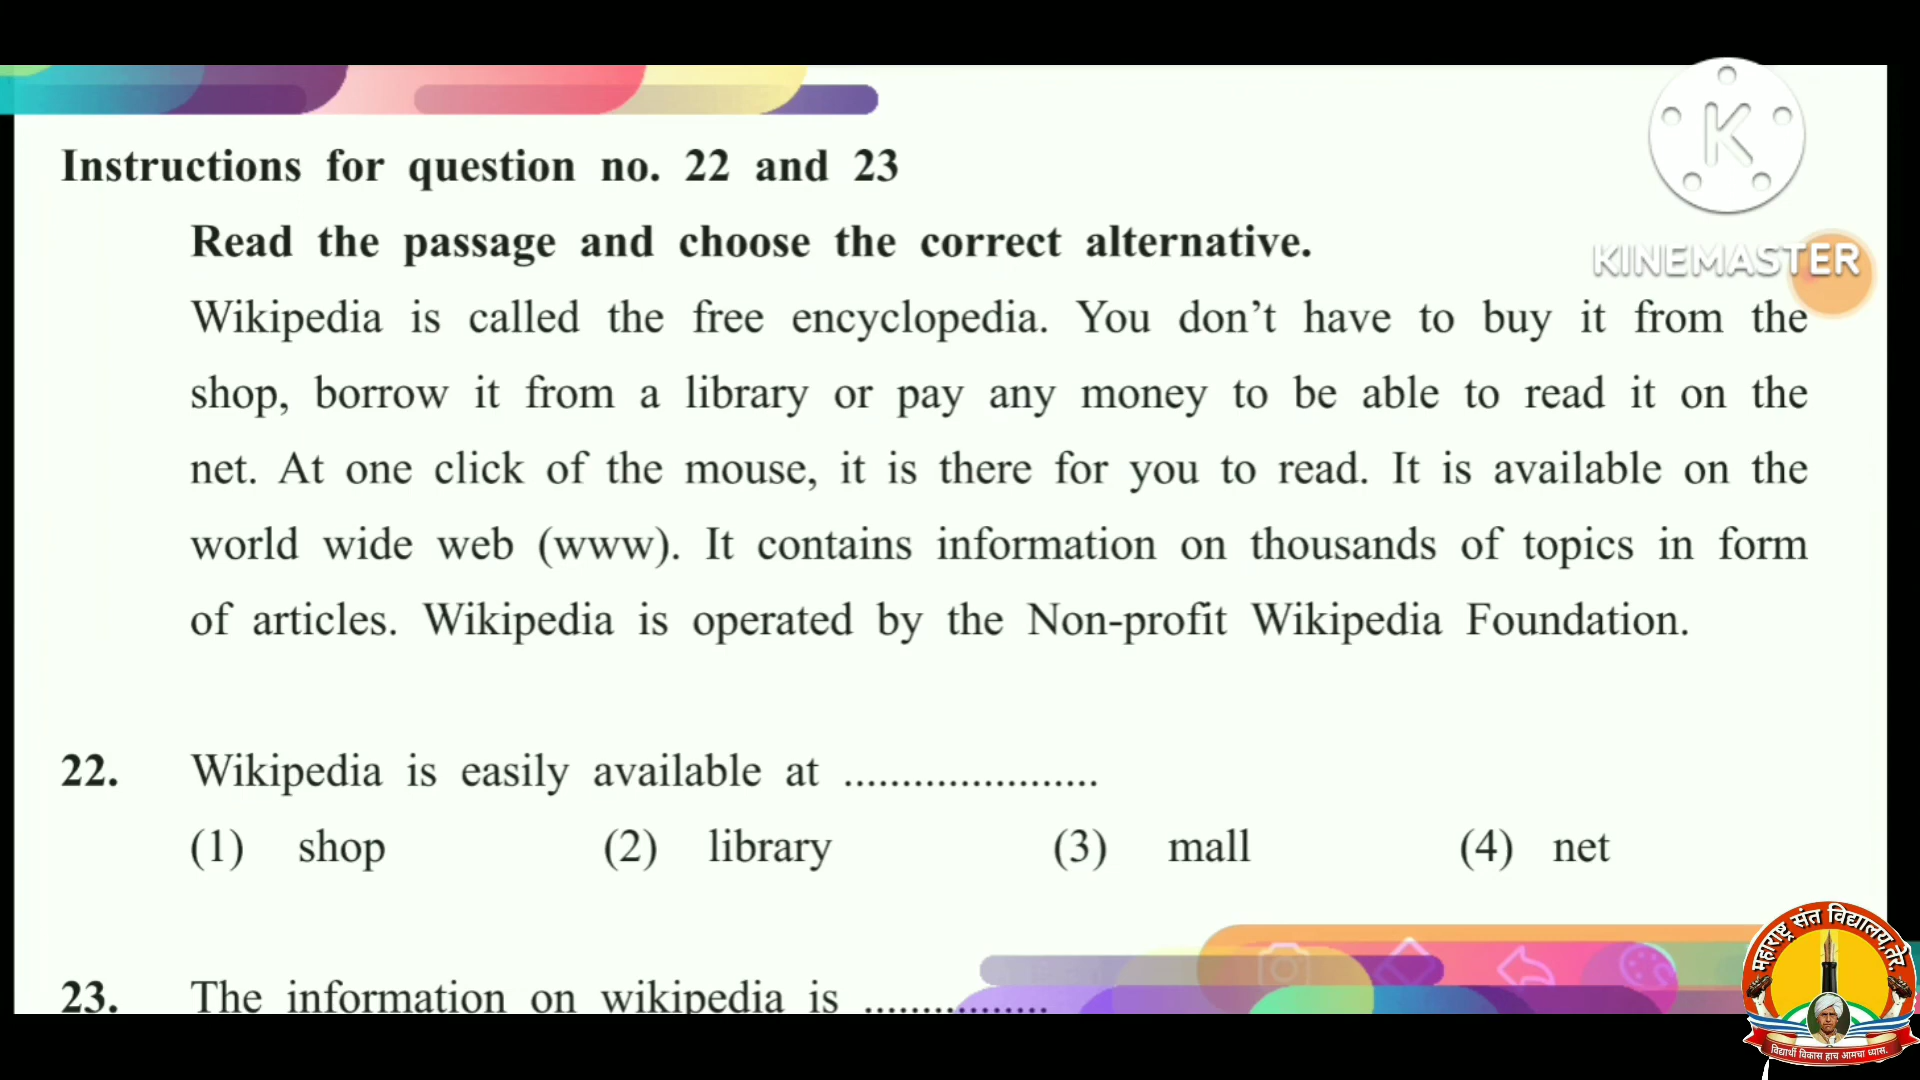 K
KINEMASTER
Instructions for question no. 22 and 23
Read the passage and choose the correct alternative.
Wikipedia is called the free encyclopedia. You don’t have to buy it from the
shop, borrow it from a library or pay any money to be able to read it on the
net. At one click of the mouse, it is there for you to read. It is available on the
world wide web (www). It contains information on thousands of topics in form
of articles. Wikipedia is operated by the Non-profit Wikipedia Foundation.
22. Wikipedia is easily available at ......................
(1) shop (2) library (3) mall (4) net
23. The information on wikipedia is ................
महाराष्ट्र संत विद्यालय,तेर.
विद्यार्थी विकास हाच आमचा ध्यास.